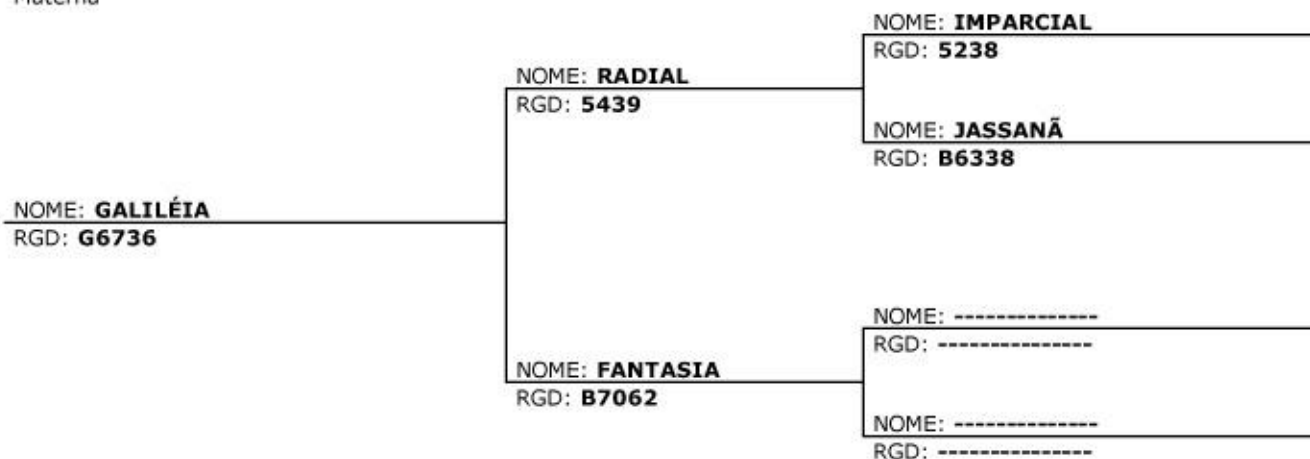 Materna
NOME: IMPARCIAL
RGD: 5238
NOME: RADIAL
RGD: 5439
NOME: JASSANÃ
RGD: B6338
NOME: GALILÉIA
RGD: G6736
NOME: --------------
RGD: ---------------
NOME: FANTASIA
RGD: B7062
NOME: --------------
RGD: ---------------